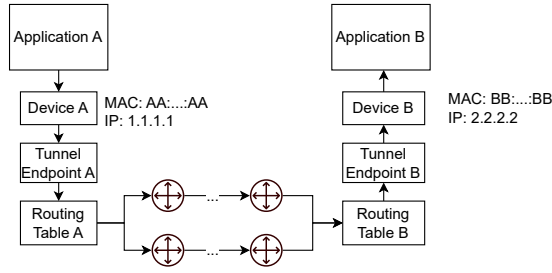 Application A
Application B
Device A
MAC: AA:...:AA
IP: 1.1.1.1
Device B
MAC: BB:...:BB
IP: 2.2.2.2
Tunnel
Endpoint A
Tunnel
Endpoint B
Routing
Table A
...
...
Routing
Table B